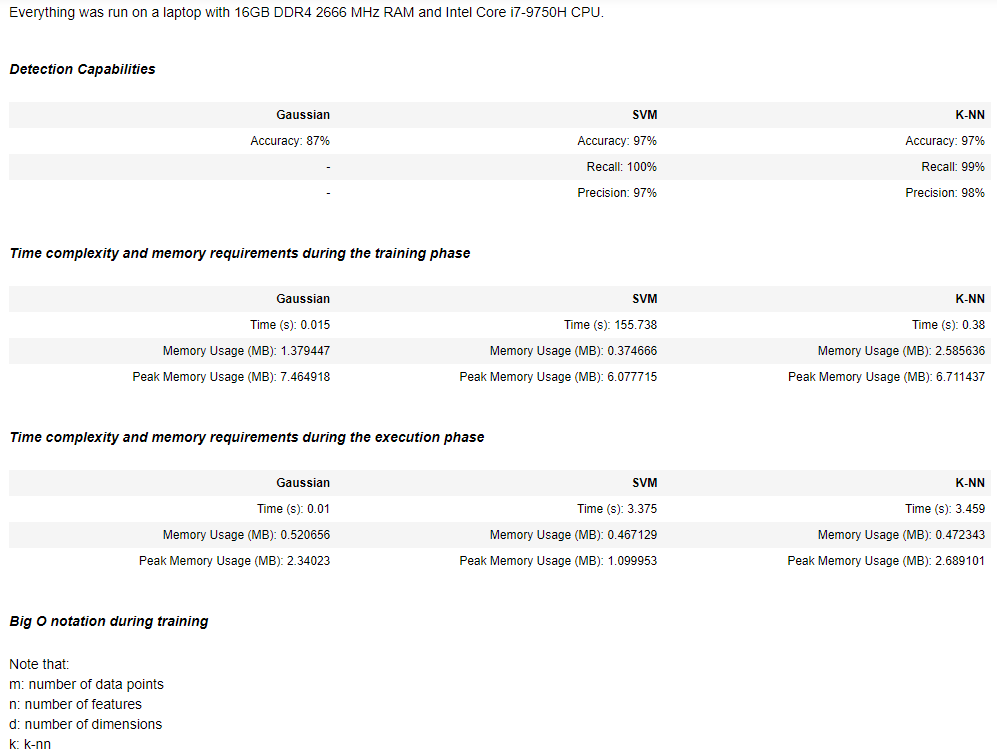 Everything was run on a laptop with 16GB DDR4 2666 MHz RAM and Intel Core i7-9750H CPU.
Detection Capabilities
Gaussian SVM K-NN
Accuracy: 87% Accuracy: 97% Accuracy: 97%
- Recall: 100% Recall: 99%
- Precision: 97% Precision: 98%
Time complexity and memory requirements during the training phase
Gaussian SVM K-NN
Time (s): 0.015 Time (s): 155.738 Time (s): 0.38
Memory Usage (MB): 1.379447 Memory Usage (MB): 0.374666 Memory Usage (MB): 2.585636
Peak Memory Usage (MB): 7.464918 Peak Memory Usage (MB): 6.077715 Peak Memory Usage (MB): 6.711437
Time complexity and memory requirements during the execution phase
Gaussian SVM K-NN
Time (s): 0.01 Time (s): 3.375 Time (s): 3.459
Memory Usage (MB): 0.520656 Memory Usage (MB): 0.467129 Memory Usage (MB): 0.472343
Peak Memory Usage (MB): 2.34023 Peak Memory Usage (MB): 1.099953 Peak Memory Usage (MB): 2.689101
Big O notation during training
Note that:
m: number of data points
n: number of features
d: number of dimensions
k: k-nn